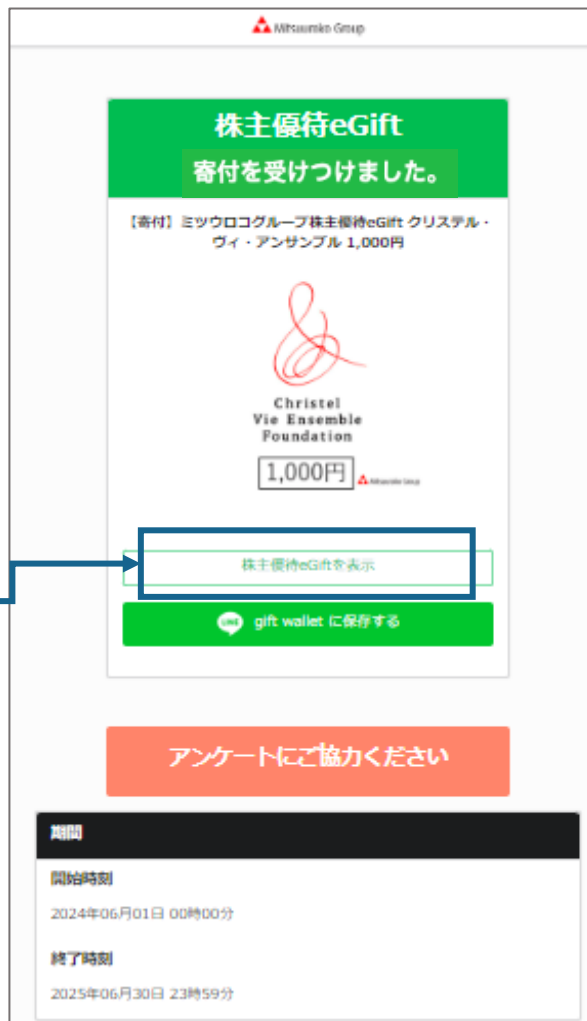 Mitsuuroko Group
株主優待eGift
寄付を受けつけました。
【寄付】ミツウロコグループ株主優待eGift クリステル・
ヴィ・アンサンブル 1,000円
Christel
Vie Ensemble
Foundation
1,000円
Mitsuuroko Group
株主優待eGiftを表示
LINE
gift wallet に保存する
アンケートにご協力ください
期間
開始時刻
2024年06月01日 00時00分
終了時刻
2025年06月30日 23時59分